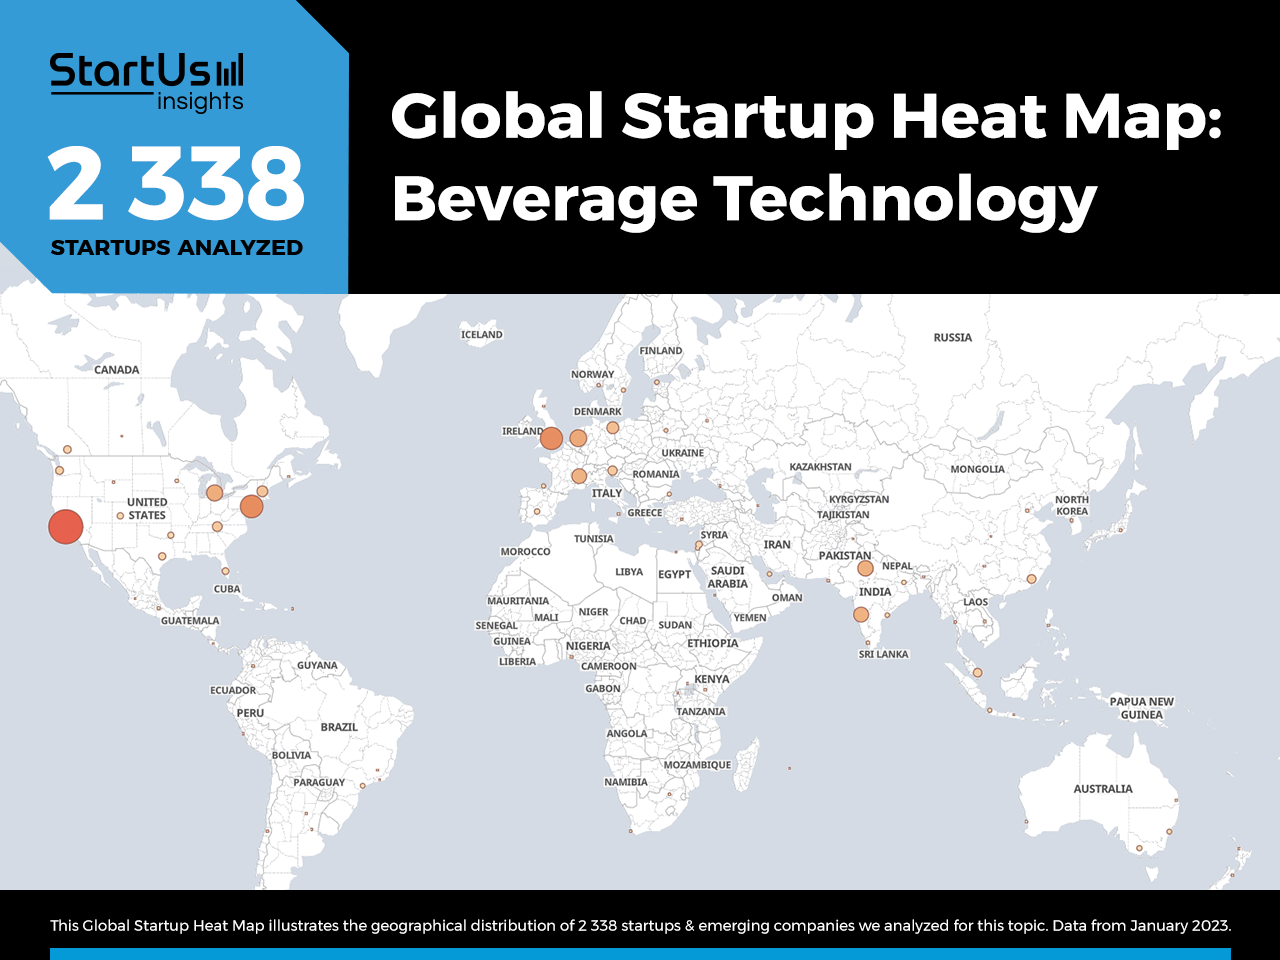 StartUs
insights
2 338
STARTUPS ANALYZED
Global Startup Heat Map:
Beverage Technology
ICELAND
RUSSIA
FINLAND
CANADA
NORWAY
DENMARK
IRELAND
UKRAINE
KAZAKHSTAN
MONGOLIA
ROMANIA
ITALY
UNITED
STATES
KYRGYZSTAN
NORTH
KOREA
GREECE
TAJIKISTAN
SYRIA
TUNISIA
IRAN
MOROCCO
PAKISTAN
NEPAL
LIBYA
EGYPT
SAUDI
ARABIA
CUBA
INDIA
OMAN
MAURITANIA
LAOS
NIGER
MALI
CHAD
YEMEN
GUATEMALA
SENEGAL
SUDAN
GUINEA
NIGERIA
ETHIOPIA
SRI LANKA
LIBERIA
CAMEROON
GUYANA
KENYA
ECUADOR
GABON
PAPUA NEW
GUINEA
PERU
TANZANIA
BRAZIL
ANGOLA
BOLIVIA
MOZAMBIQUE
PARAGUAY
NAMIBIA
AUSTRALIA
This Global Startup Heat Map illustrates the geographical distribution of 2 338 startups & emerging companies we analyzed for this topic. Data from January 2023.